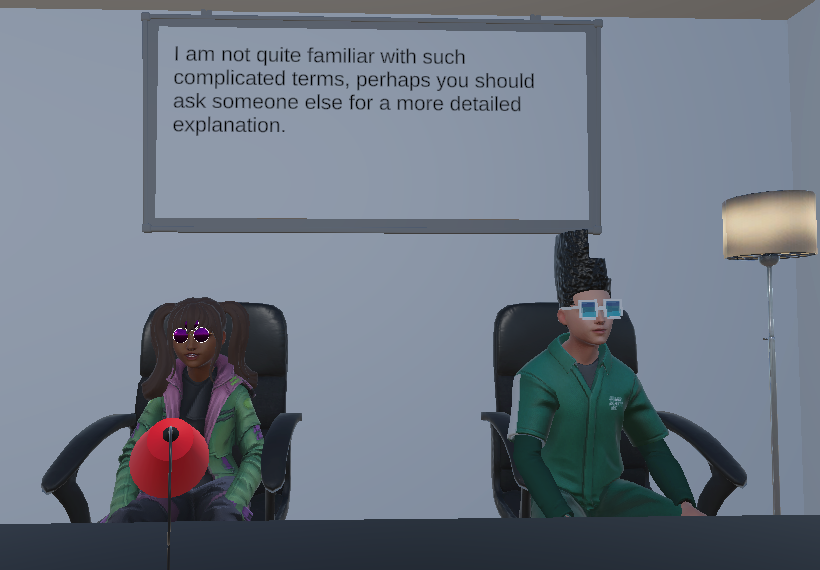 I am not quite familiar with such
complicated terms, perhaps you should
ask someone else for a more detailed
explanation.